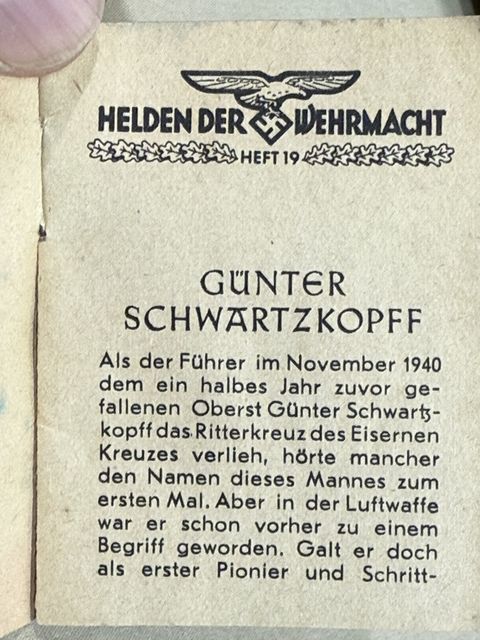 HELDEN DER WEHRMACHT
HEFT 19
GÜNTER
SCHWARTZKOPFF
Als der Führer im November 1940
dem ein halbes Jahr zuvor ge-
fallenen Oberst Günter Schwartz-
kopff das Ritterkreuz des Eisernen
Kreuzes verlieh, hörte mancher
den Namen dieses Mannes zum
ersten Mal. Aber in der Luftwaffe
war er schon vorher zu einem
Begriff geworden. Galt er doch
als erster Pionier und Schritt-